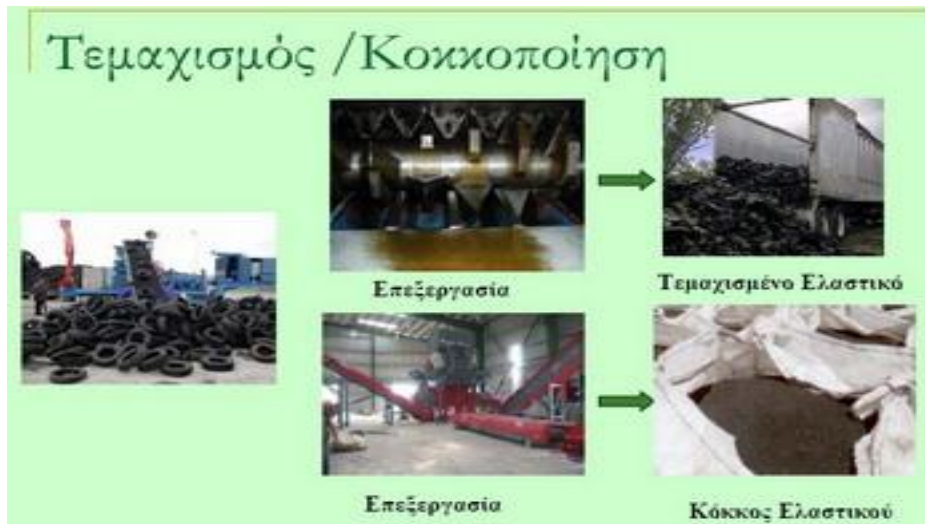 Τεμαχισμός /Κοκκοποίηση
Επεξεργασία
Τεμαχισμένο Ελαστικό
Επεξεργασία
Κόκκος Ελαστικού